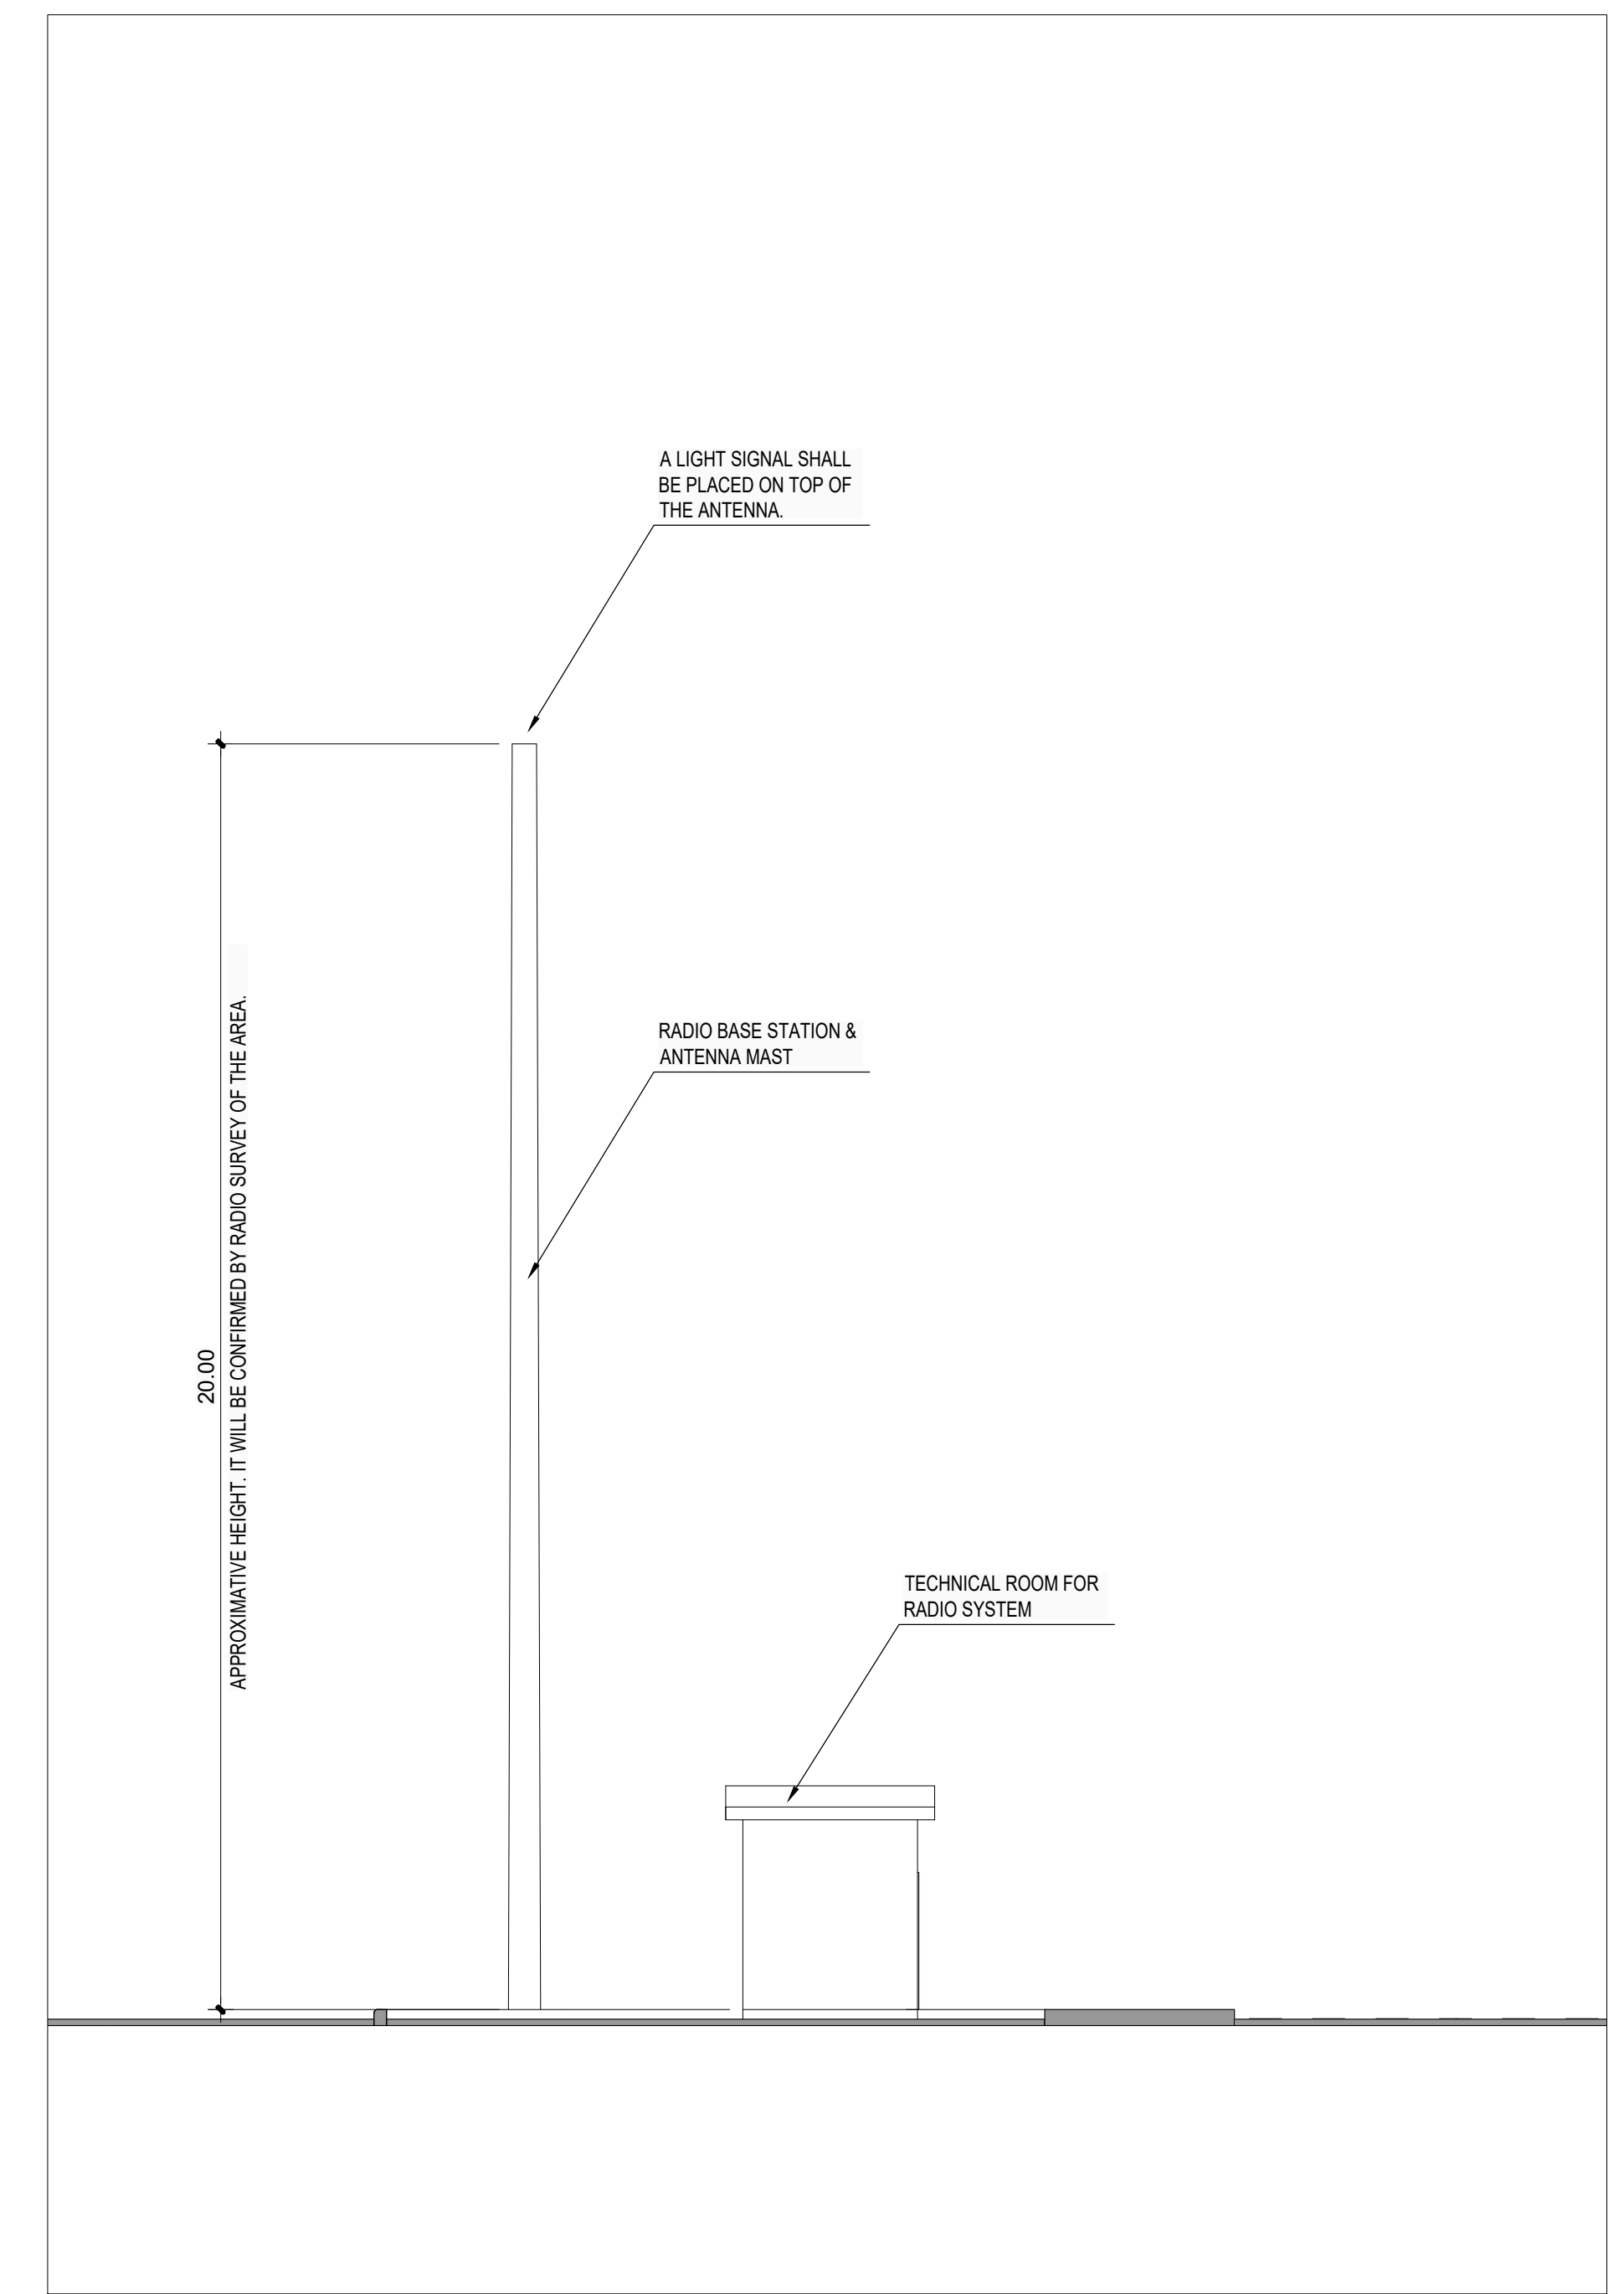 A LIGHT SIGNAL SHALL
BE PLACED ON TOP OF
THE ANTENNA.
RADIO BASE STATION &
ANTENNA MAST
20.00
APPROXIMATIVE HEIGHT. IT WILL BE CONFIRMED BY RADIO SURVEY OF THE AREA.
TECHNICAL ROOM FOR
RADIO SYSTEM